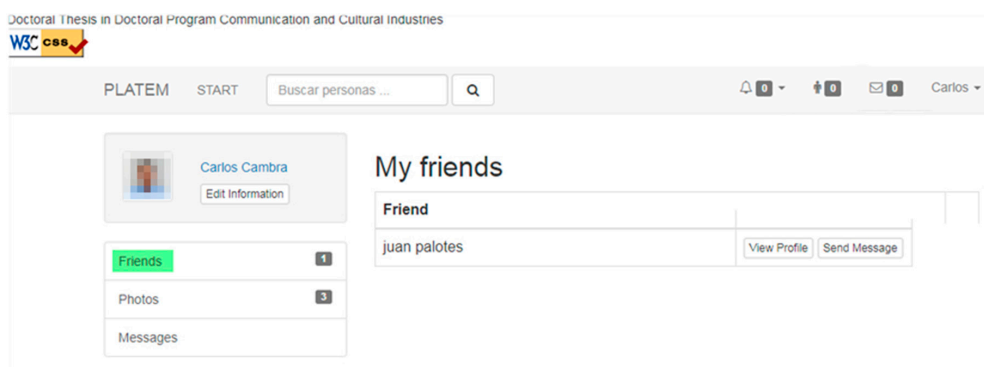 Doctoral Thesis in Doctoral Program Communication and Cultural Industries
W3C css
PLATEM START Buscar personas ... 0 0 0 Carlos
Carlos Cambra
Edit Information
My friends
Friend
juan palotes View Profile Send Message
Friends 1
Photos 3
Messages